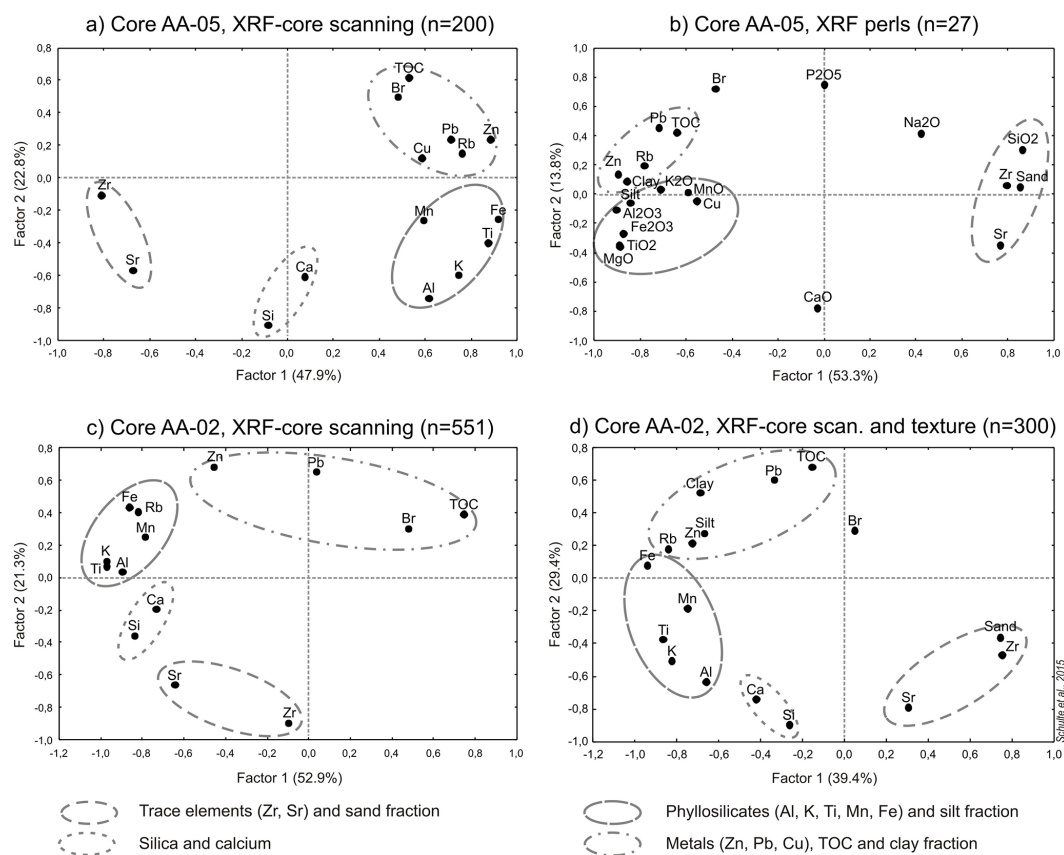 a) Core AA-05, XRF-core scanning (n=200)
0,8
0,6
0,4
0,2
0,0
-0,2
-0,4
-0,6
-0,8
-1,0
Factor 2 (22.8%)
TOC
Br
Pb
Zn
Cu
Rb
Zr
Mn
Fe
Ti
Sr
Ca
K
Al
Si
-1,0 -0,8 -0,6 -0,4 -0,2 0,0 0,2 0,4 0,6 0,8 1,0
Factor 1 (47.9%)
b) Core AA-05, XRF perls (n=27)
1,0
0,8
0,6
0,4
0,2
0,0
-0,2
-0,4
-0,6
-0,8
-1,0
Factor 2 (13.8%)
Br
P2O5
Pb
TOC
Na2O
SiO2
Zn
Rb
Zr Sand
Clay K2O
MnO
Silt
Cu
Al2O3
Fe2O3
Sr
TiO2
MgO
CaO
-1,0 -0,8 -0,6 -0,4 -0,2 0,0 0,2 0,4 0,6 0,8 1,0
Factor 1 (53.3%)
c) Core AA-02, XRF-core scanning (n=551)
0,8
0,6
0,4
0,2
0,0
-0,2
-0,4
-0,6
-0,8
-1,0
Factor 2 (21.3%)
Zn
Pb
Fe
Rb
TOC
Br
Mn
K
Ti
Al
Ca
Si
Sr
Zr
-1,2 -1,0 -0,8 -0,6 -0,4 -0,2 0,0 0,2 0,4 0,6 0,8 1,0
Factor 1 (52.9%)
d) Core AA-02, XRF-core scan. and texture (n=300)
0,8
0,6
0,4
0,2
0,0
-0,2
-0,4
-0,6
-0,8
-1,0
Factor 2 (29.4%)
TOC
Pb
Clay
Br
Silt
Rb
Zn
Fe
Mn
Ti
Sand
K
Zr
Al
Ca
Sr
Si
-1,2 -1,0 -0,8 -0,6 -0,4 -0,2 0,0 0,2 0,4 0,6 0,8 1,0
Factor 1 (39.4%)
Schulte et al., 2015
Trace elements (Zr, Sr) and sand fraction
Silica and calcium
Phyllosilicates (Al, K, Ti, Mn, Fe) and silt fraction
Metals (Zn, Pb, Cu), TOC and clay fraction